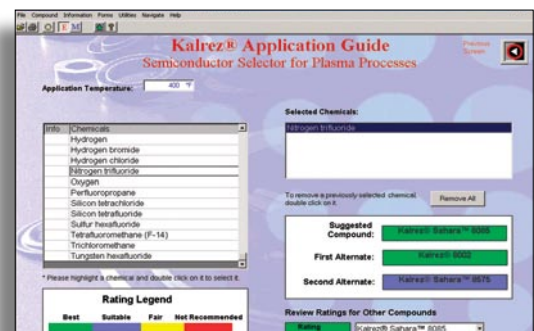 File Compound Information Forms Utilities Navigate Help
E M ?
Kalrez® Application Guide
Semiconductor Selector for Plasma Processes
Previous Screen
Application Temperature: 400 °F
Info Chemicals
Hydrogen
Hydrogen bromide
Hydrogen chloride
Nitrogen trifluoride
Oxygen
Perfluoropropane
Silicon tetrachloride
Silicon tetrafluoride
Sulfur hexafluoride
Tetrafluoromethane (F-14)
Trichloromethane
Tungsten hexafluoride
* Please highlight a chemical and double click on it to select it.
Rating Legend
Best Suitable Fair Not Recommended
Selected Chemicals:
Nitrogen trifluoride
To remove a previously selected chemical, double click on it.
Remove All
Suggested Compound: Kalrez® Sahara™ 8085
First Alternate: Kalrez® 8002
Second Alternate: Kalrez® Sahara™ 8575
Review Ratings for Other Compounds
Rating Kalrez® Sahara™ 8085